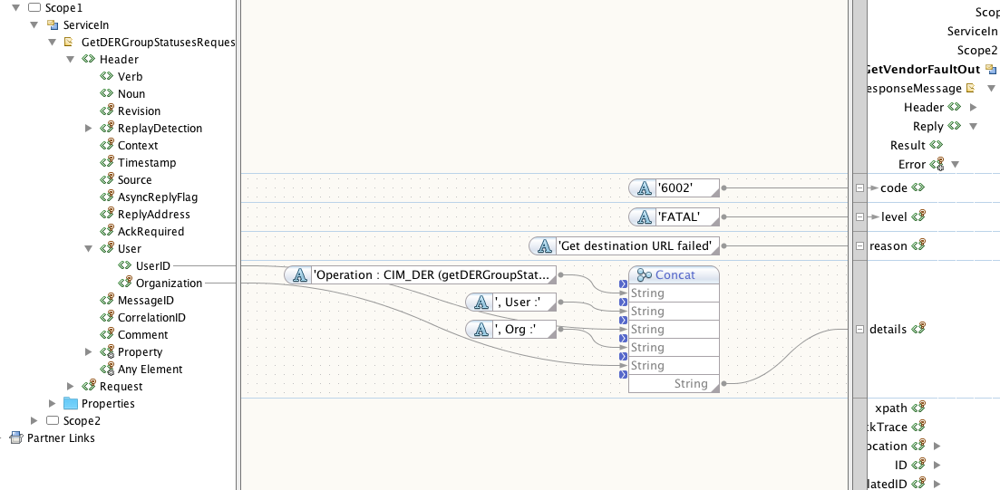 Scope1
ServiceIn
GetDERGroupStatusesReques
Header
Verb
Noun
Revision
ReplayDetection
Context
Timestamp
Source
AsyncReplyFlag
ReplyAddress
AckRequired
User
UserID
Organization
MessageID
CorrelationID
Comment
Property
Any Element
Request
Properties
Scope2
Partner Links
'6002'
'FATAL'
'Get destination URL failed'
'Operation : CIM_DER (getDERGroupStat...
', User :'
', Org :'
Concat
String
String
String
String
String
String
Scop
ServiceIn
Scope2
GetVendorFaultOut
esponseMessage
Header
Reply
Result
Error
code
level
reason
details
xpath
ckTrace
ocation
ID
latedID